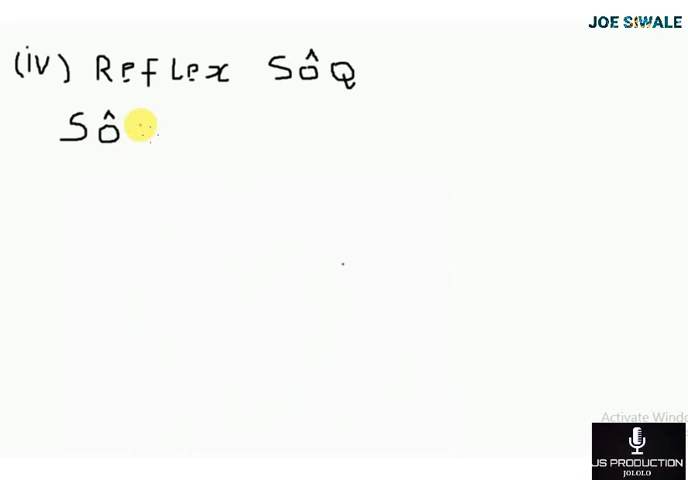 JOE SIWALE
(iv) Reflex SÔQ
SÔ
Activate Windo
JS PRODUCTION
JOLOLO